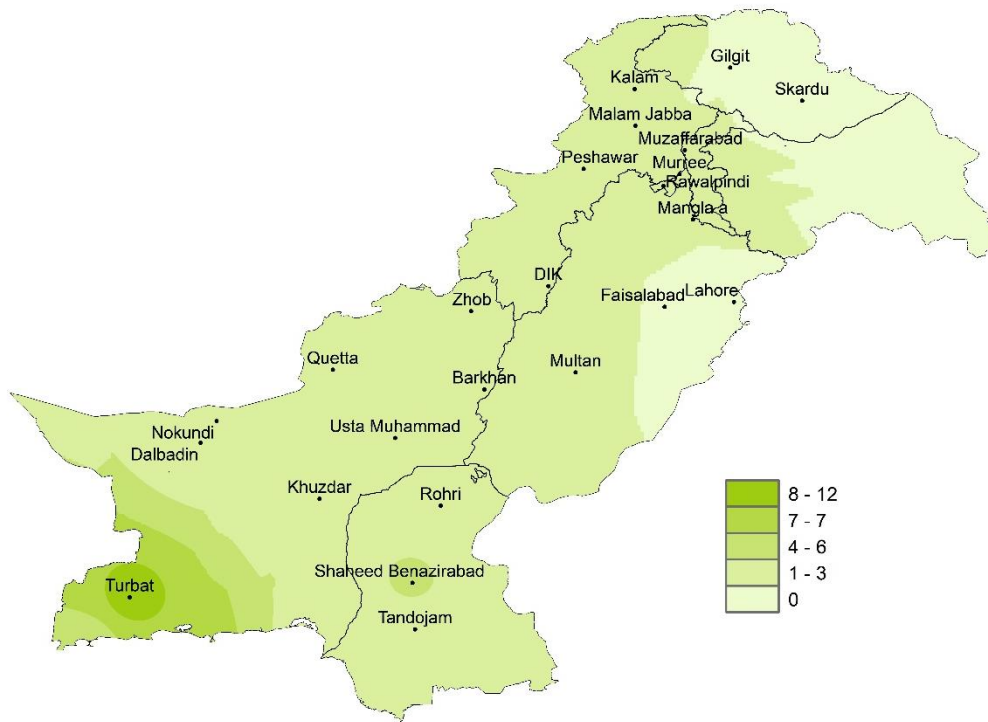 Gilgit
Kalam
Skardu
Malam Jabba
Muzaffarabad
Peshawar
Murree
Rawalpindi
Mangla a
DIK
Zhob
Faisalabad
Lahore
Quetta
Multan
Barkhan
Nokundi
Usta Muhammad
Dalbadin
Khuzdar
Rohri
8 - 12
7 - 7
4 - 6
1 - 3
0
Turbat
Shaheed Benazirabad
Tandojam